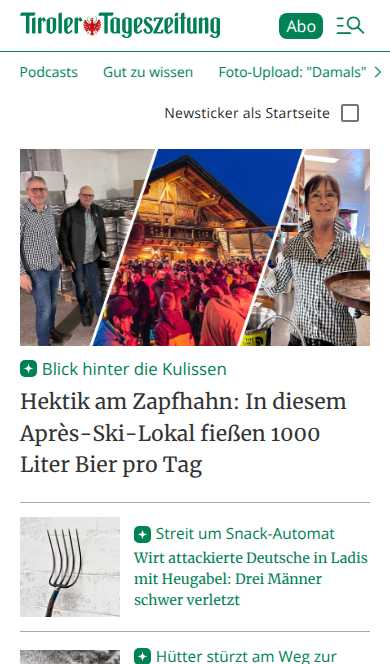 Tiroler Tageszeitung
Abo
Podcasts Gut zu wissen Foto-Upload: "Damals"
Newsticker als Startseite
Blick hinter die Kulissen
Hektik am Zapfhahn: In diesem
Après-Ski-Lokal fließen 1000
Liter Bier pro Tag
Streit um Snack-Automat
Wirt attackierte Deutsche in Ladis
mit Heugabel: Drei Männer
schwer verletzt
Hütter stürzt am Weg zur